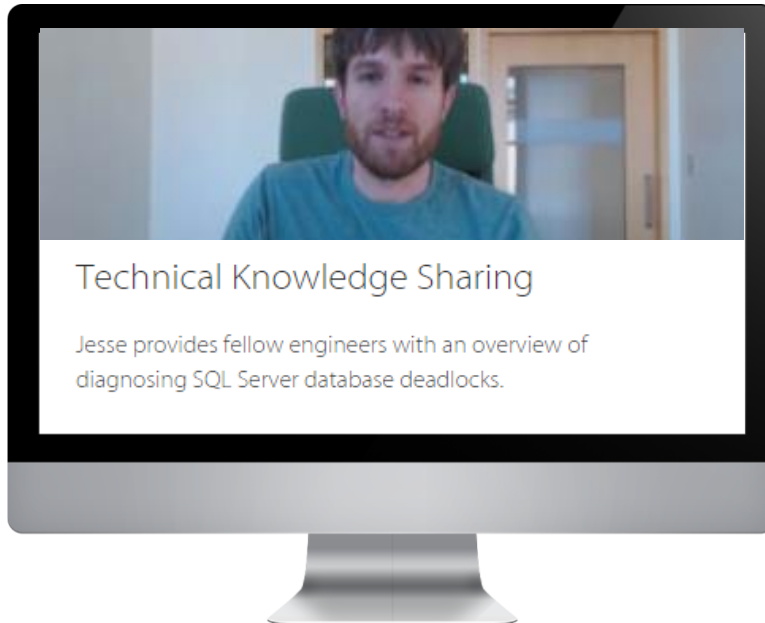 Technical Knowledge Sharing
Jesse provides fellow engineers with an overview of
diagnosing SQL Server database deadlocks.